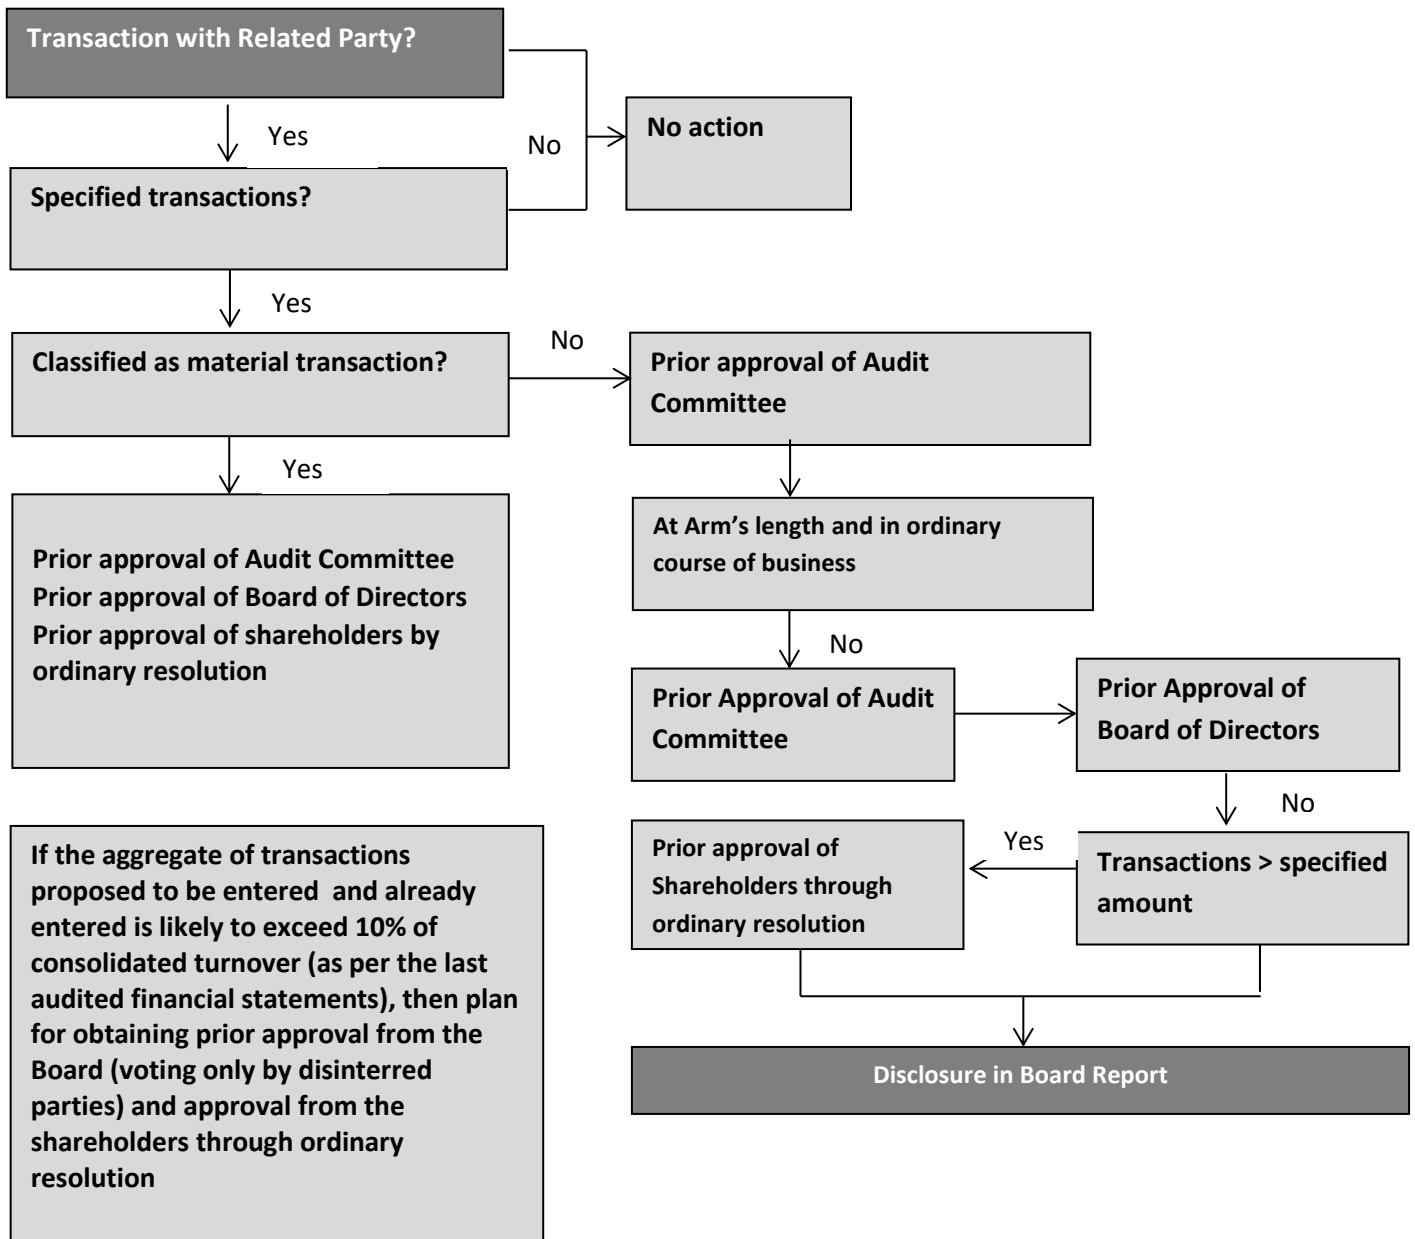 Transaction with Related Party?
Yes
No
No action
Specified transactions?
Yes
Classified as material transaction?
No
Prior approval of Audit
Committee
Yes
At Arm's length and in ordinary
course of business
Prior approval of Audit Committee
Prior approval of Board of Directors
Prior approval of shareholders by
ordinary resolution
No
Prior Approval of Audit
Committee
Prior Approval of
Board of Directors
No
Prior approval of
Shareholders through
ordinary resolution
Yes
Transactions > specified
amount
If the aggregate of transactions
proposed to be entered  and already
entered is likely to exceed 10% of
consolidated turnover (as per the last
audited financial statements), then plan
for obtaining prior approval from the
Board (voting only by disinterred
parties) and approval from the
shareholders through ordinary
resolution
Disclosure in Board Report